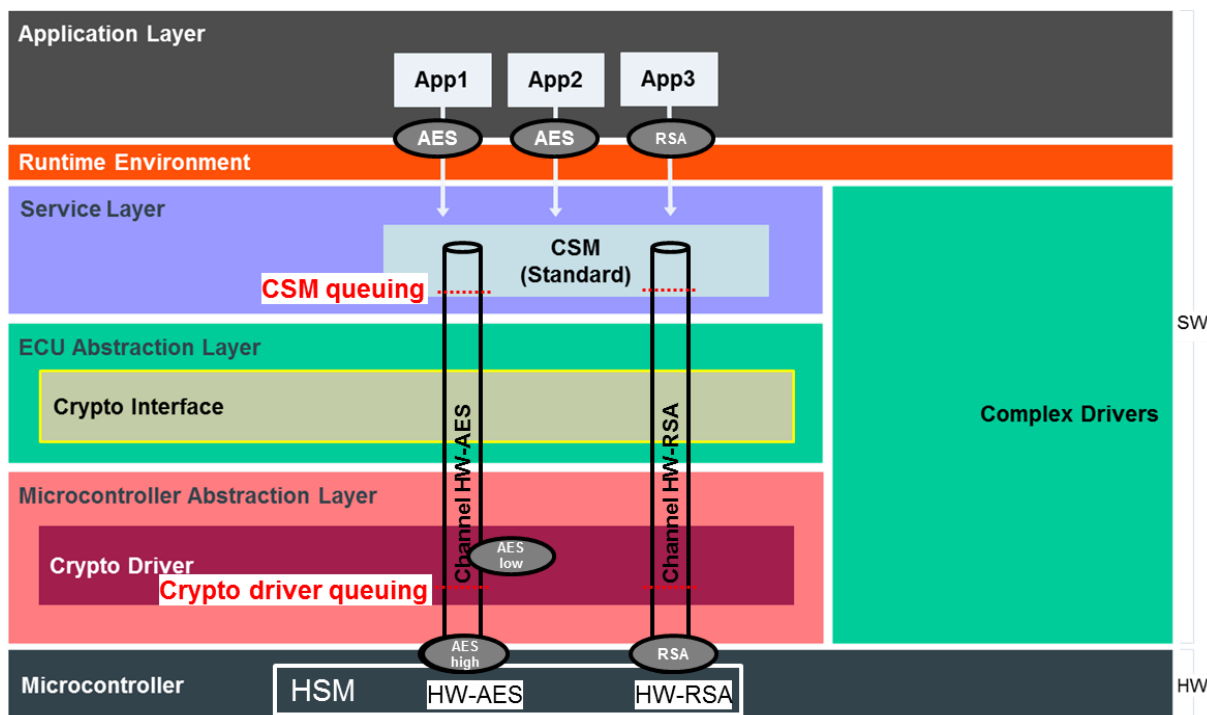 Application Layer
App1
App2
App3
AES
AES
RSA
Runtime Environment
Service Layer
CSM
(Standard)
CSM queuing
SW
ECU Abstraction Layer
Crypto Interface
Channel HW-AES
Channel HW-RSA
Complex Drivers
Microcontroller Abstraction Layer
AES
low
Crypto Driver
Crypto driver queuing
AES
high
RSA
Microcontroller
HSM
HW-AES
HW-RSA
HW